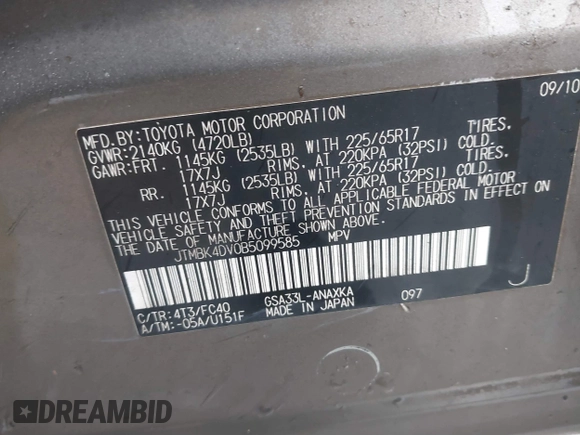 09/10
MFD.BY:TOYOTA MOTOR CORPORATION
GVWR:2140KG (4720LB)
GAWR:FRT. 1145KG (2535LB) WITH 225/65R17 TIRES,
17X7J RIMS, AT 220KPA (32PSI) COLD.
RR. 1145KG (2535LB) WITH 225/65R17 TIRES,
17X7J RIMS, AT 220KPA (32PSI) COLD.
THIS VEHICLE CONFORMS TO ALL APPLICABLE FEDERAL MOTOR
VEHICLE SAFETY AND THEFT PREVENTION STANDARDS IN EFFECT ON
THE DATE OF MANUFACTURE SHOWN ABOVE.
JTMBK4DV0B5099585 MPV
C/TR:4T3/FC40 GSA33L-ANAXKA 097 J
A/TM:-05A/U151F MADE IN JAPAN
DREAMBID